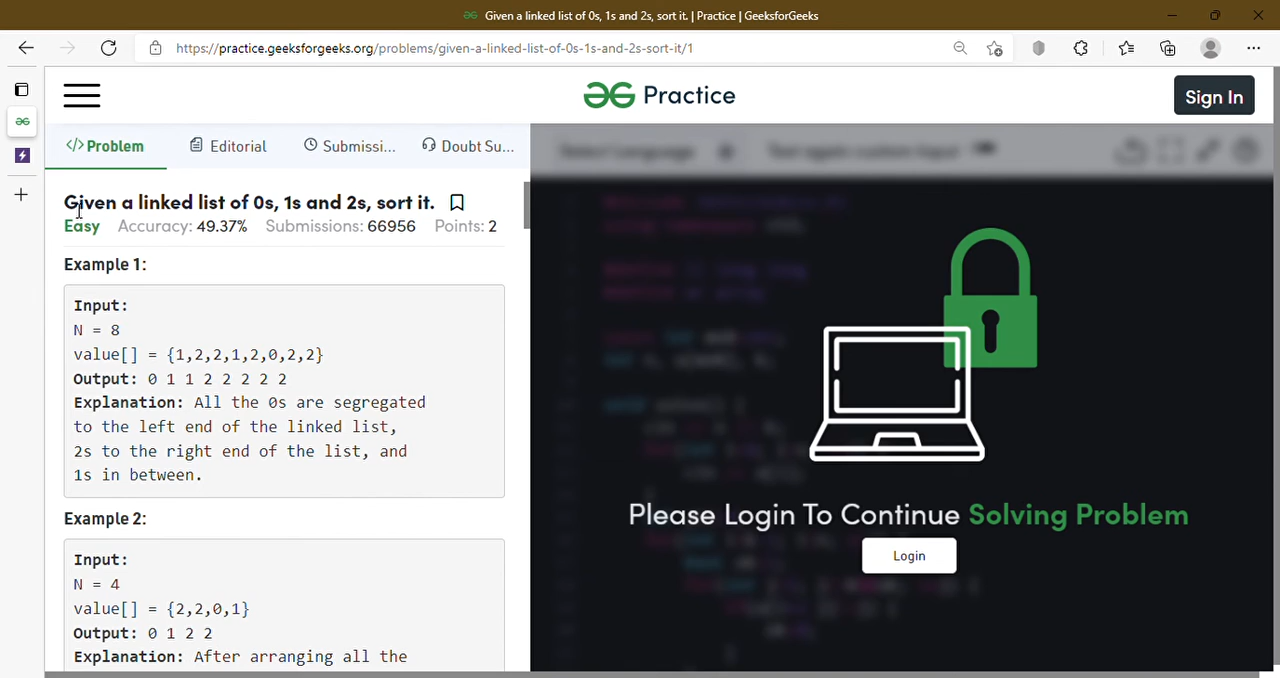 Given a linked list of 0s, 1s and 2s, sort it. | Practice | GeeksforGeeks
https://practice.geeksforgeeks.org/problems/given-a-linked-list-of-0s-1s-and-2s-sort-it/1
Practice
Sign In
</>Problem
Editorial
Submissi...
Doubt Su...
Given a linked list of 0s, 1s and 2s, sort it.
Easy Accuracy: 49.37% Submissions: 66956 Points: 2
Example 1:
Input:
N = 8
value[] = {1,2,2,1,2,0,2,2}
Output: 0 1 1 2 2 2 2 2
Explanation: All the 0s are segregated
to the left end of the linked list,
2s to the right end of the list, and
1s in between.
Example 2:
Input:
N = 4
value[] = {2,2,0,1}
Output: 0 1 2 2
Explanation: After arranging all the
Please Login To Continue Solving Problem
Login